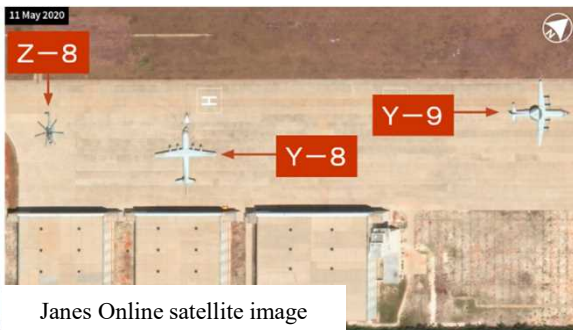 11 May 2020
N
Z-8
H
Y-9
Y-8
Janes Online satellite image